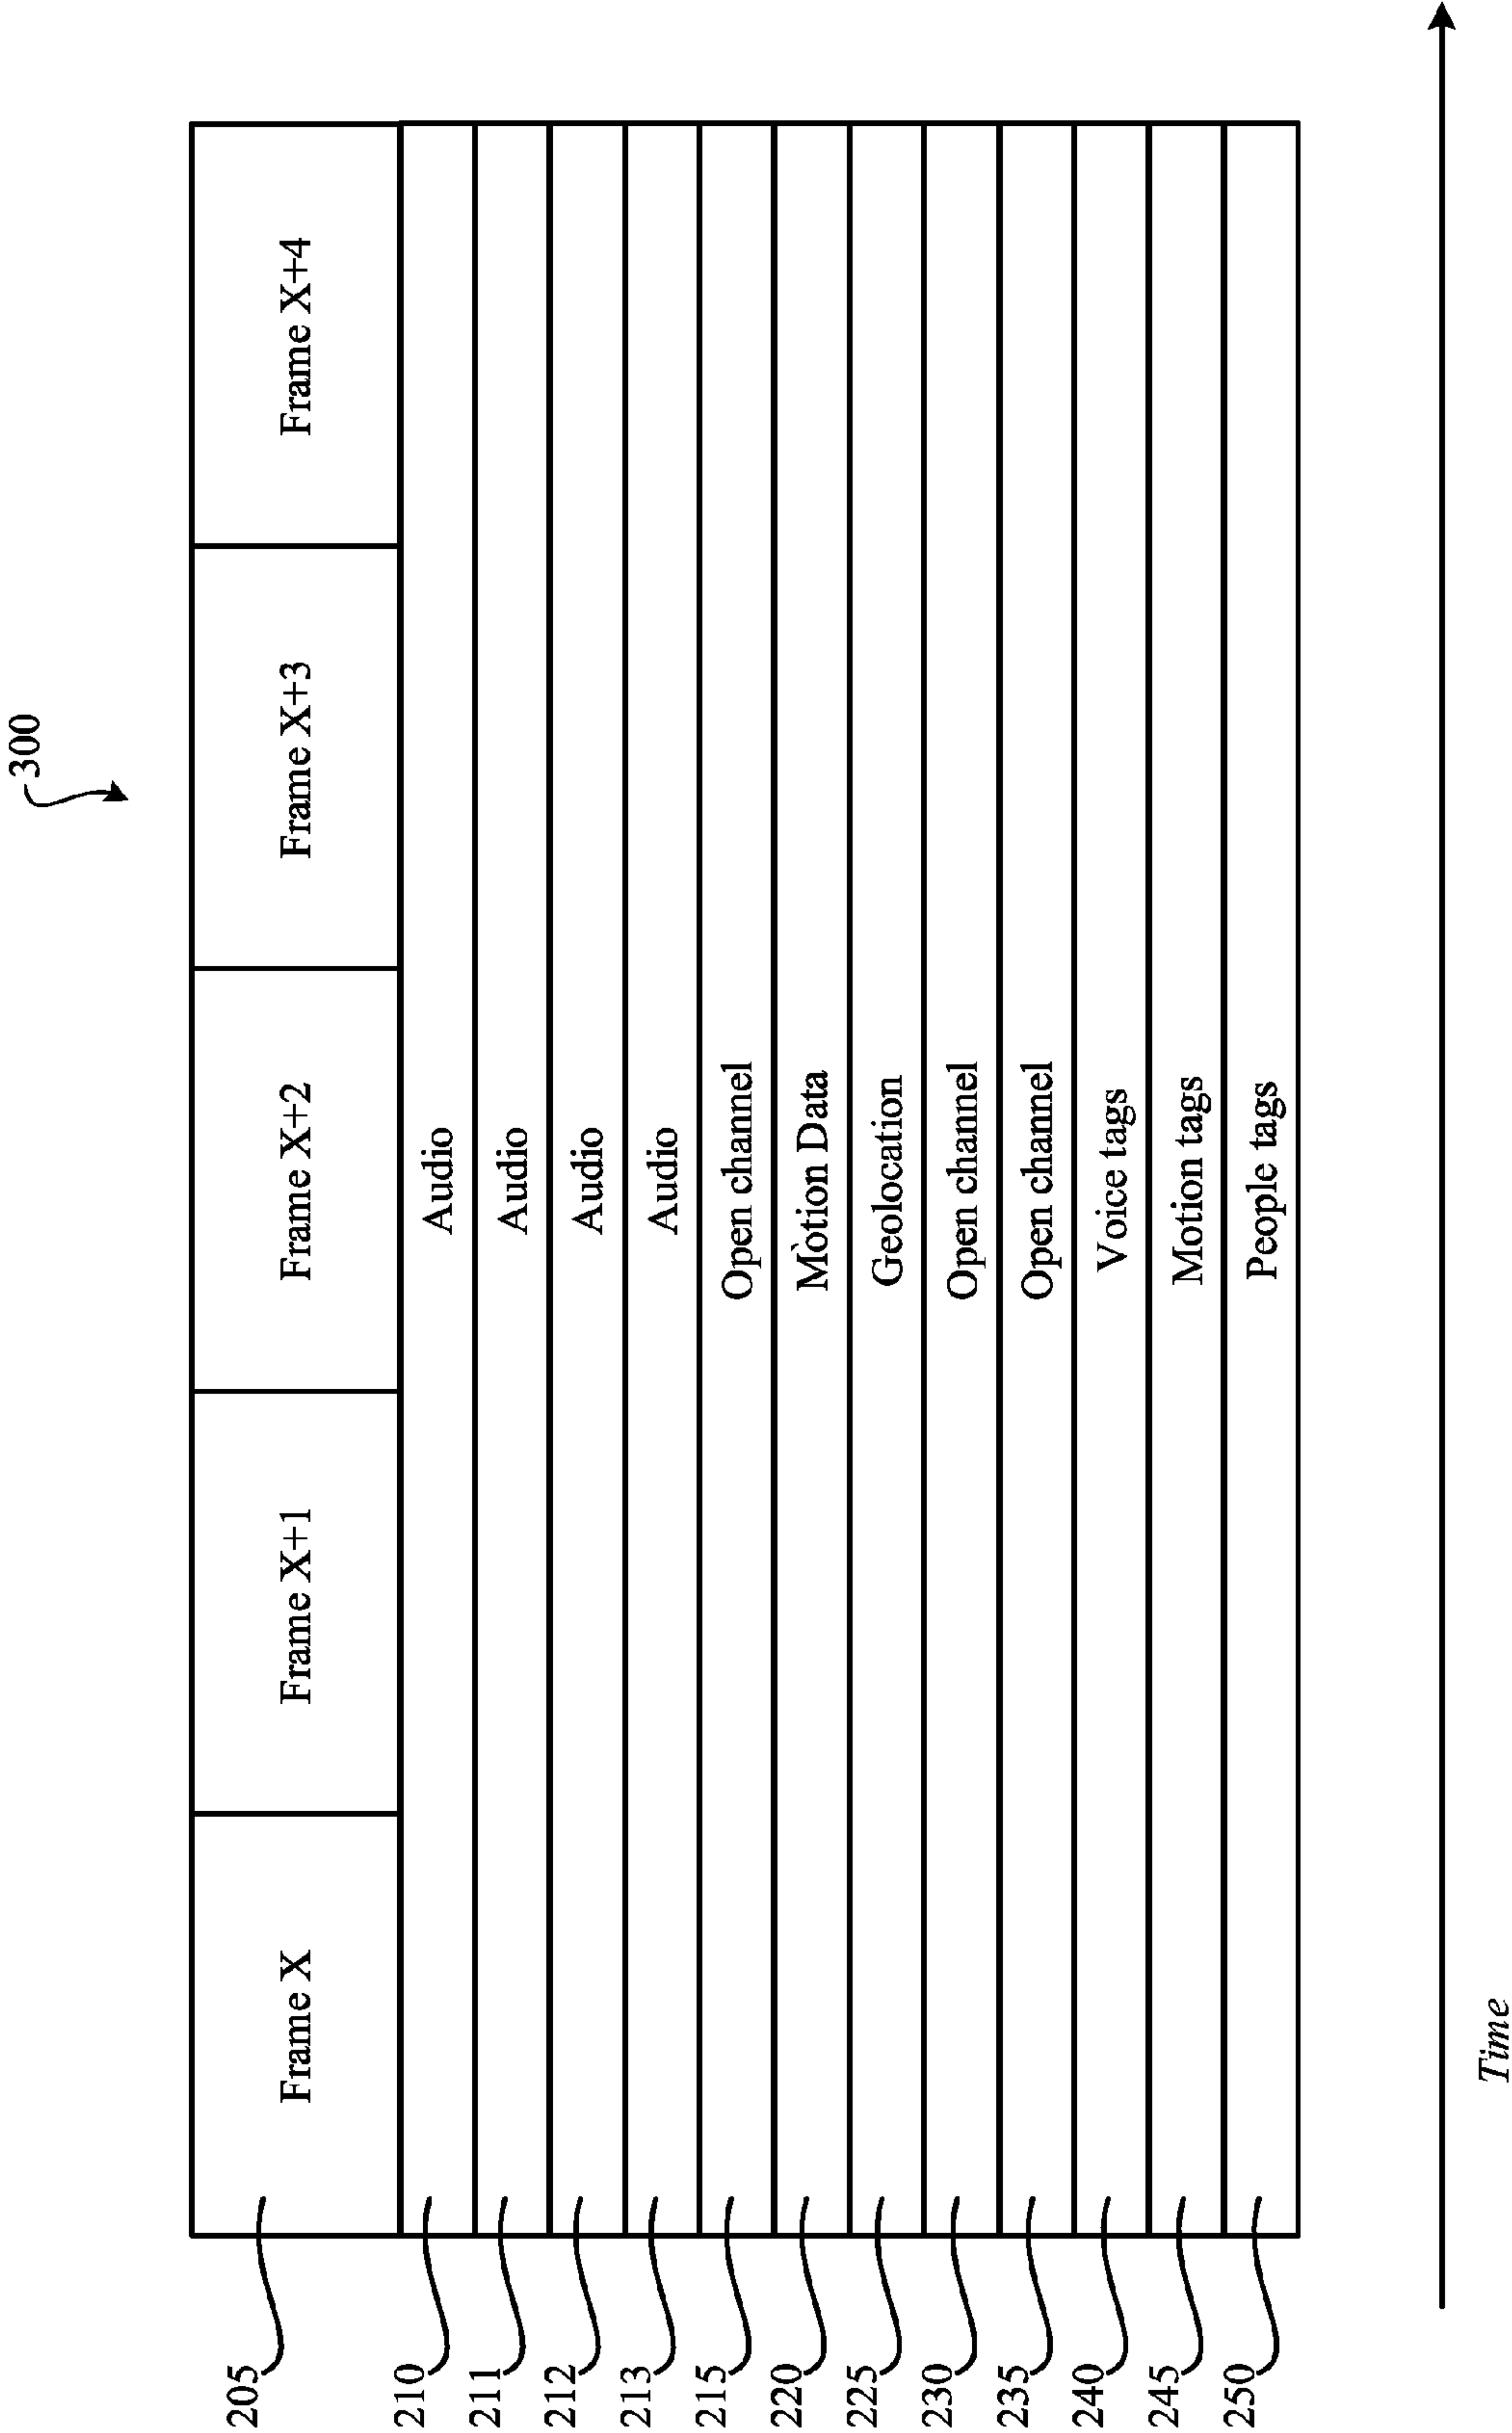 300
205
Frame X
Frame X+1
Frame X+2
Frame X+3
Frame X+4
210
Audio
211
Audio
212
Audio
213
Audio
215
Open channel
220
Motion Data
225
Geolocation
230
Open channel
235
Open channel
240
Voice tags
245
Motion tags
250
People tags
Time